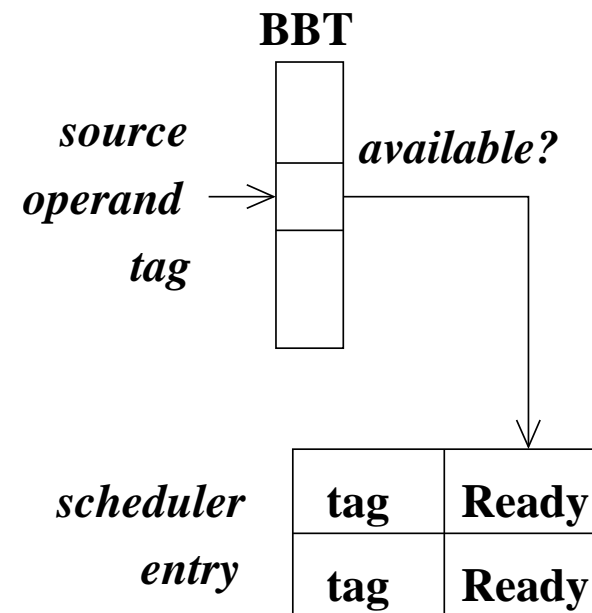 BBT
source
operand
tag
available?
scheduler
entry
tag Ready
tag Ready